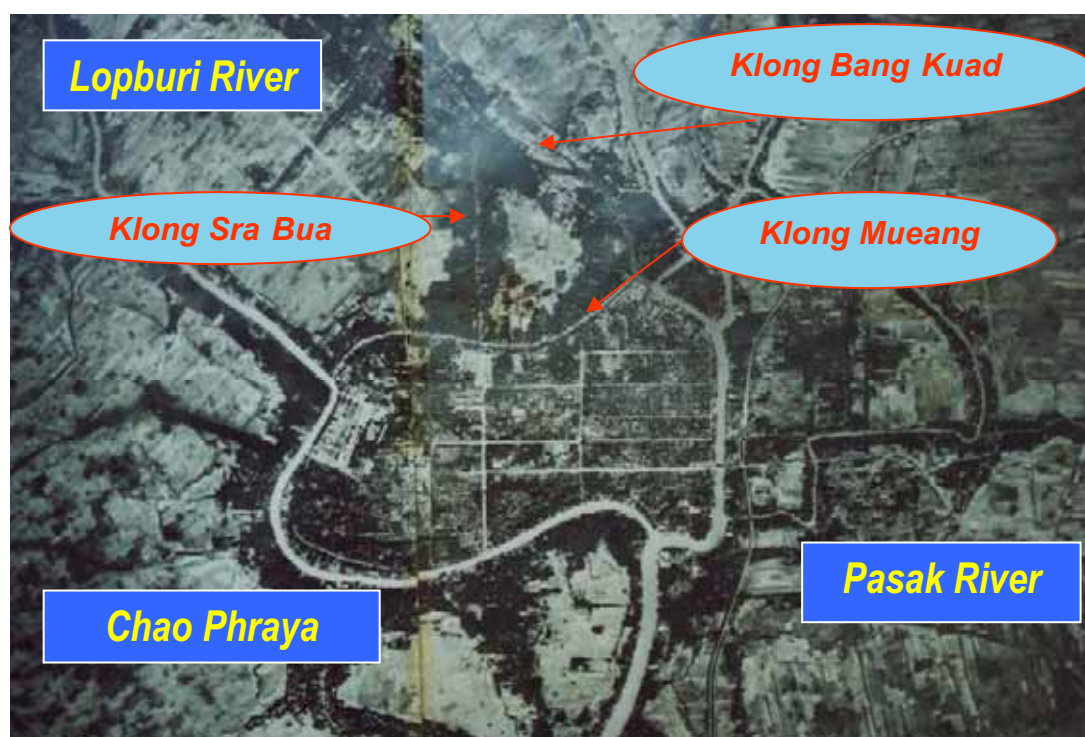 Lopburi River
Klong Bang Kuad
Klong Sra Bua
Klong Mueang
Pasak River
Chao Phraya